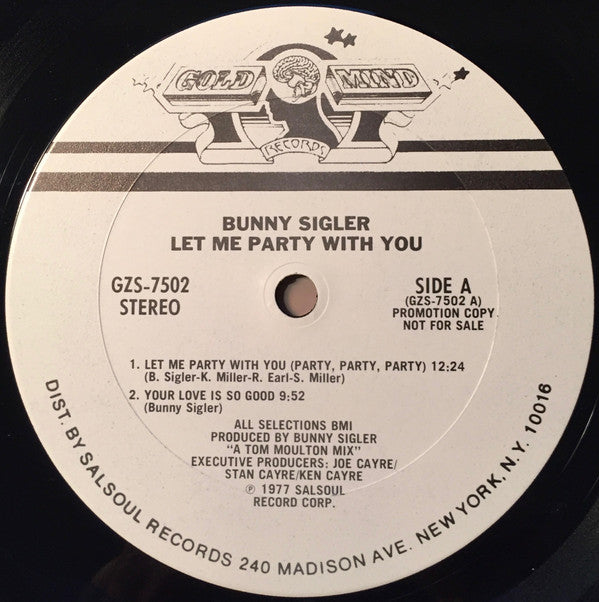 GOLD MIND
RECORDS
BUNNY SIGLER
LET ME PARTY WITH YOU
GZS-7502
STEREO
SIDE A
(GZS-7502 A)
PROMOTION COPY
NOT FOR SALE
1. LET ME PARTY WITH YOU (PARTY, PARTY, PARTY) 12:24
(B. Sigler-K. Miller-R. Earl-S. Miller)
2. YOUR LOVE IS SO GOOD 9:52
(Bunny Sigler)
ALL SELECTIONS BMI
PRODUCED BY BUNNY SIGLER
"A TOM MOULTON MIX"
EXECUTIVE PRODUCERS: JOE CAYRE/
STAN CAYRE/KEN CAYRE
℗ 1977 SALSOUL
RECORD CORP.
DIST. BY SALSOUL RECORDS 240 MADISON AVE. NEW YORK, N.Y. 10016